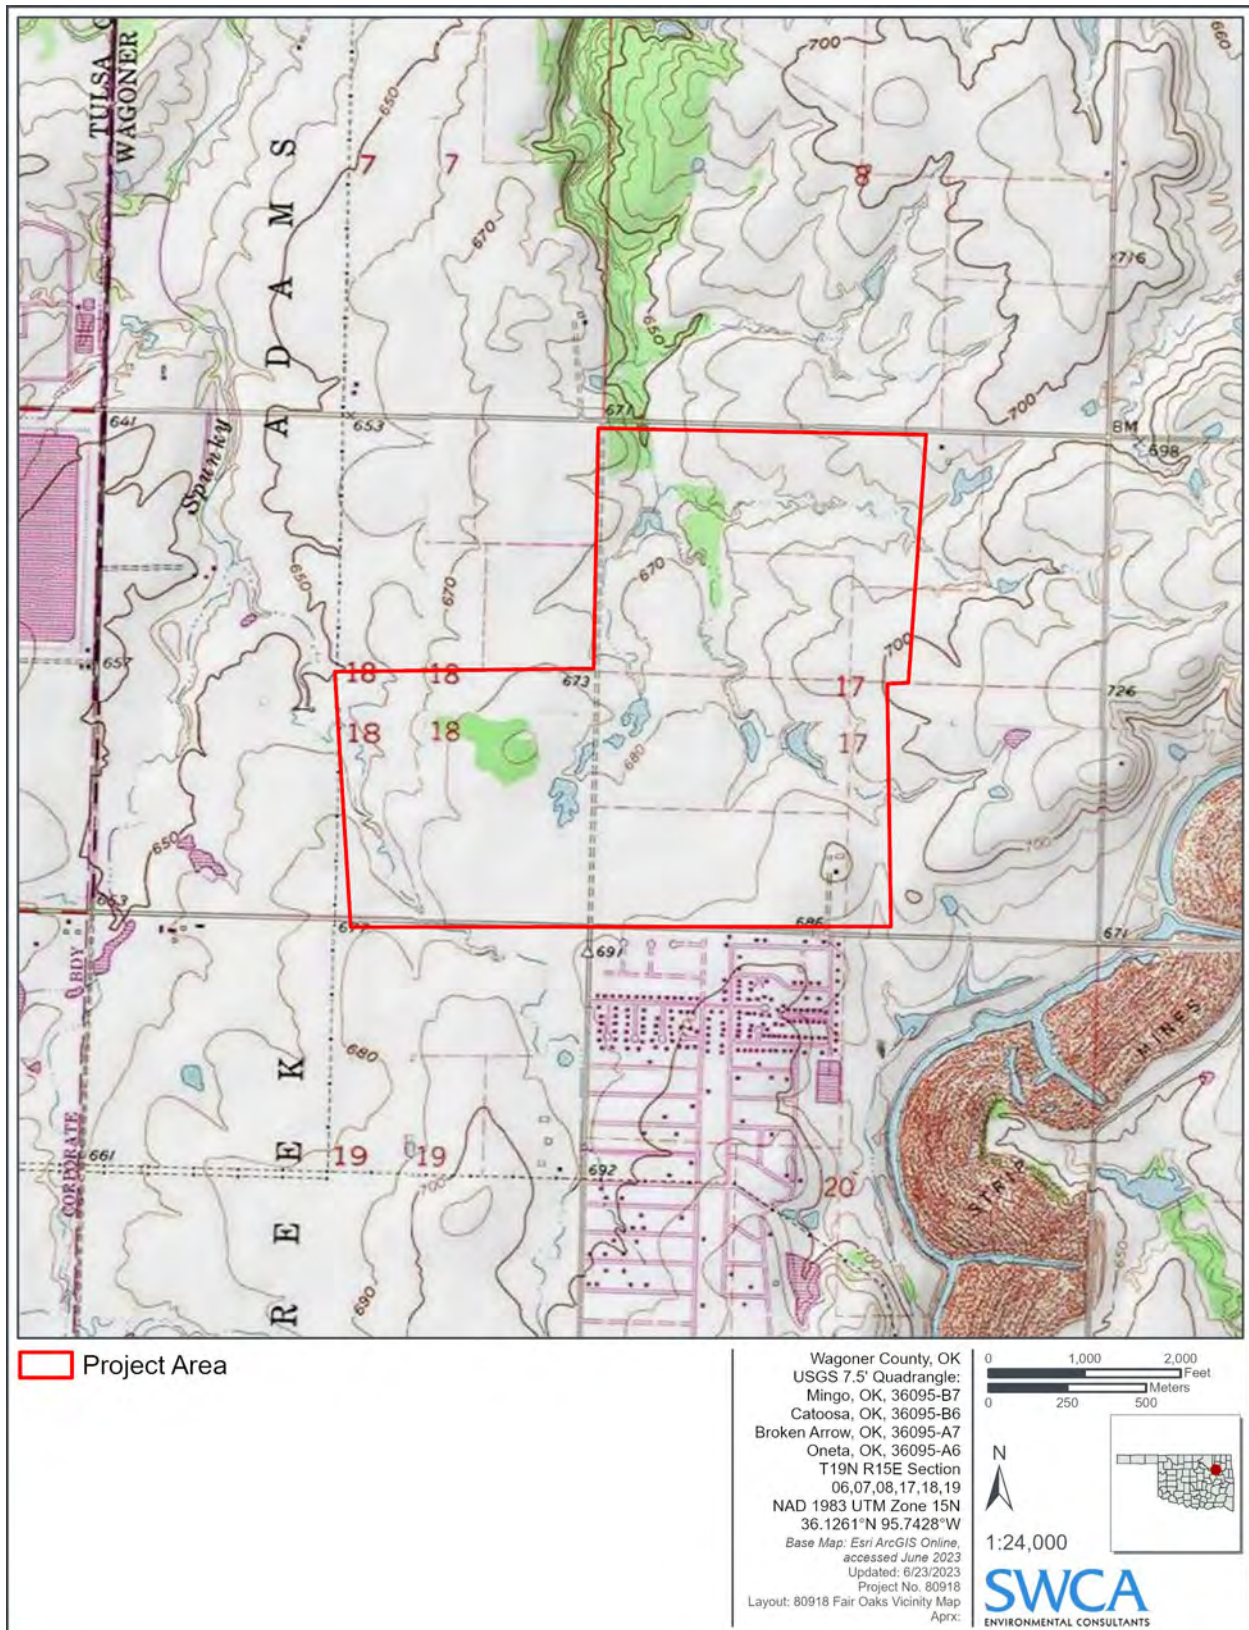 TULSA
WAGONER
ADAMS
CREEK
660
700
650
7
7
8
670
650
716
700
641
653
671
BM
698
Spunky
650
670
670
700
657
18
18
673
17
726
18
18
17
680
650
700
653
686
671
691
BDY
CORPORATE
MINES
STRIP
680
661
19
19
692
20
700
650
690
Project Area
Wagoner County, OK
USGS 7.5' Quadrangle:
Mingo, OK, 36095-B7
Catoosa, OK, 36095-B6
Broken Arrow, OK, 36095-A7
Oneta, OK, 36095-A6
T19N R15E Section
06,07,08,17,18,19
NAD 1983 UTM Zone 15N
36.1261°N 95.7428°W
Base Map: Esri ArcGIS Online,
accessed June 2023
Updated: 6/23/2023
Project No. 80918
Layout: 80918 Fair Oaks Vicinity Map
Aprx:
0 1,000 2,000
Feet
Meters
0 250 500
N
1:24,000
SWCA
ENVIRONMENTAL CONSULTANTS